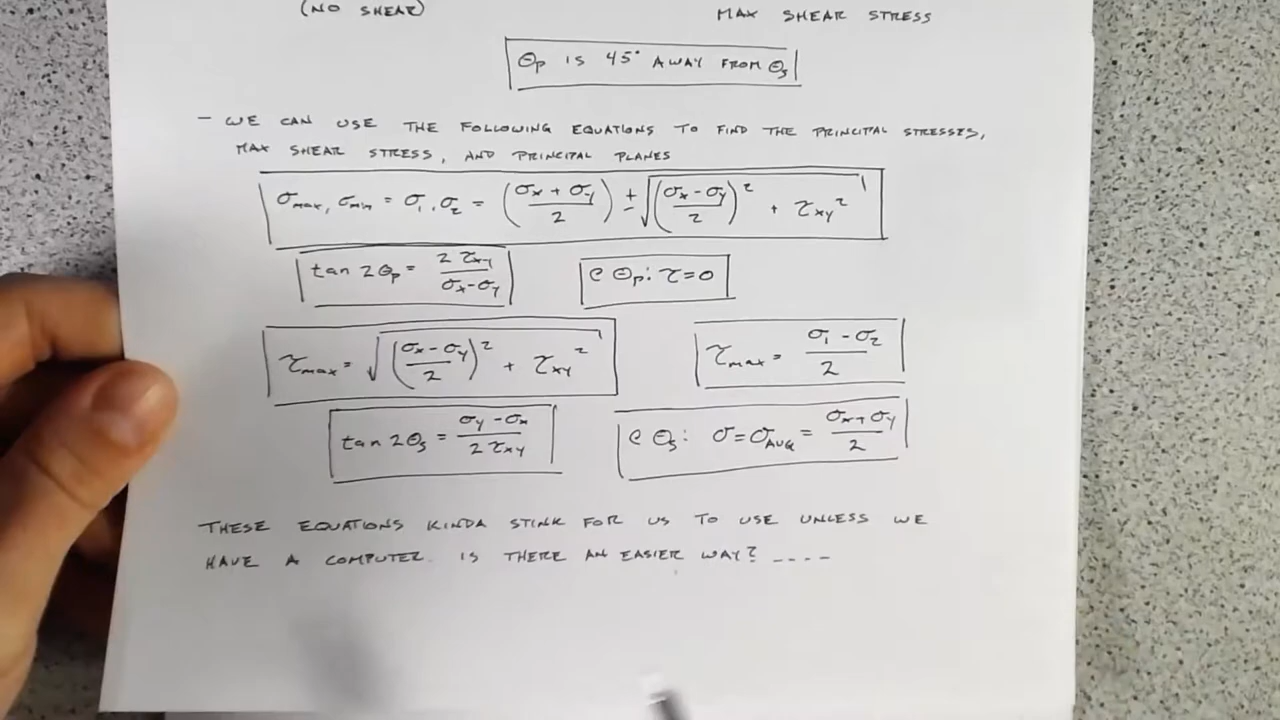 (NO SHEAR)
MAX SHEAR STRESS
θp IS 45° AWAY FROM θs
- WE CAN USE THE FOLLOWING EQUATIONS TO FIND THE PRINCIPAL STRESSES,
MAX SHEAR STRESS, AND PRINCIPAL PLANES
σmax, σmin = σ1, σ2 = ((σx + σy)/2) ± √(((σx - σy)/2)² + τxy²)
tan 2θp = 2τxy/(σx-σy)
@ θp: τ=0
τmax = √(((σx - σy)/2)² + τxy²)
τmax = (σ1 - σ2)/2
tan 2θs = (σy - σx)/(2τxy)
@ θs: σ = σAVG = (σx + σy)/2
THESE EQUATIONS KINDA STINK FOR US TO USE UNLESS WE
HAVE A COMPUTER. IS THERE AN EASIER WAY? ----